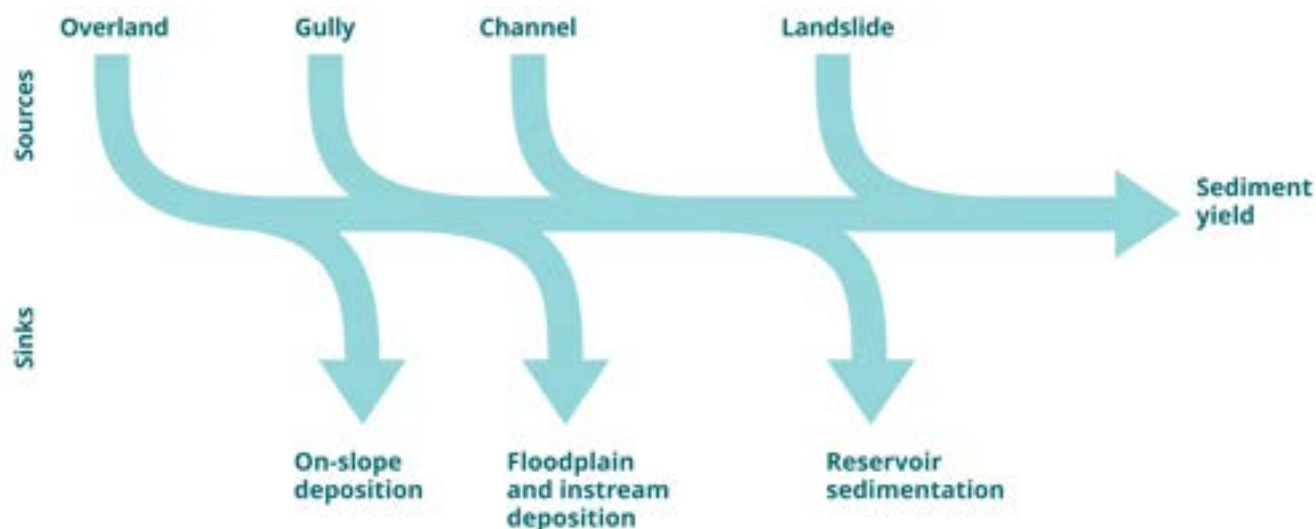 Overland
Gully
Channel
Landslide
Sources
Sediment
yield
Sinks
On-slope
deposition
Floodplain
and instream
deposition
Reservoir
sedimentation